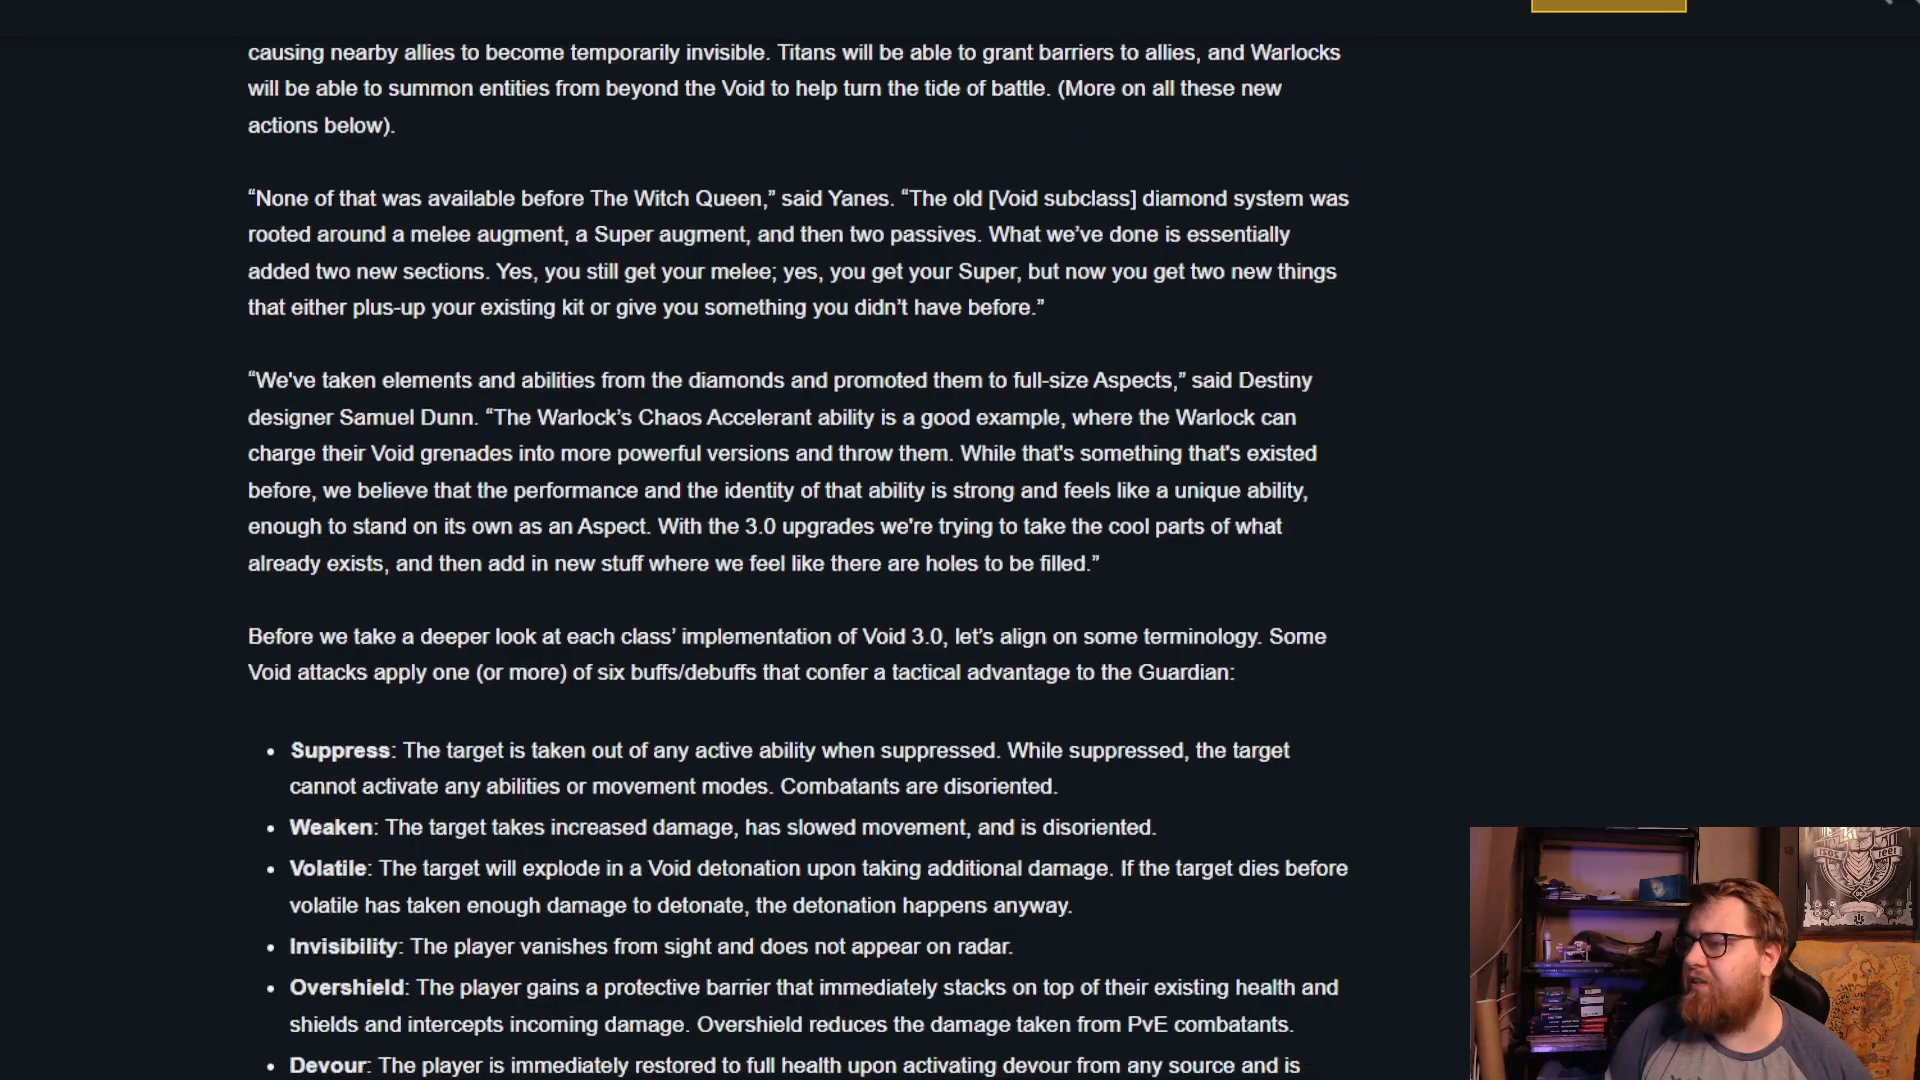 causing nearby allies to become temporarily invisible. Titans will be able to grant barriers to allies, and Warlocks
will be able to summon entities from beyond the Void to help turn the tide of battle. (More on all these new
actions below).
“None of that was available before The Witch Queen,” said Yanes. “The old [Void subclass] diamond system was
rooted around a melee augment, a Super augment, and then two passives. What we’ve done is essentially
added two new sections. Yes, you still get your melee; yes, you get your Super, but now you get two new things
that either plus-up your existing kit or give you something you didn’t have before.”
“We've taken elements and abilities from the diamonds and promoted them to full-size Aspects,” said Destiny
designer Samuel Dunn. “The Warlock’s Chaos Accelerant ability is a good example, where the Warlock can
charge their Void grenades into more powerful versions and throw them. While that's something that's existed
before, we believe that the performance and the identity of that ability is strong and feels like a unique ability,
enough to stand on its own as an Aspect. With the 3.0 upgrades we're trying to take the cool parts of what
already exists, and then add in new stuff where we feel like there are holes to be filled.”
Before we take a deeper look at each class’ implementation of Void 3.0, let’s align on some terminology. Some
Void attacks apply one (or more) of six buffs/debuffs that confer a tactical advantage to the Guardian:
• Suppress: The target is taken out of any active ability when suppressed. While suppressed, the target
cannot activate any abilities or movement modes. Combatants are disoriented.
• Weaken: The target takes increased damage, has slowed movement, and is disoriented.
• Volatile: The target will explode in a Void detonation upon taking additional damage. If the target dies before
volatile has taken enough damage to detonate, the detonation happens anyway.
• Invisibility: The player vanishes from sight and does not appear on radar.
• Overshield: The player gains a protective barrier that immediately stacks on top of their existing health and
shields and intercepts incoming damage. Overshield reduces the damage taken from PvE combatants.
• Devour: The player is immediately restored to full health upon activating devour from any source and is